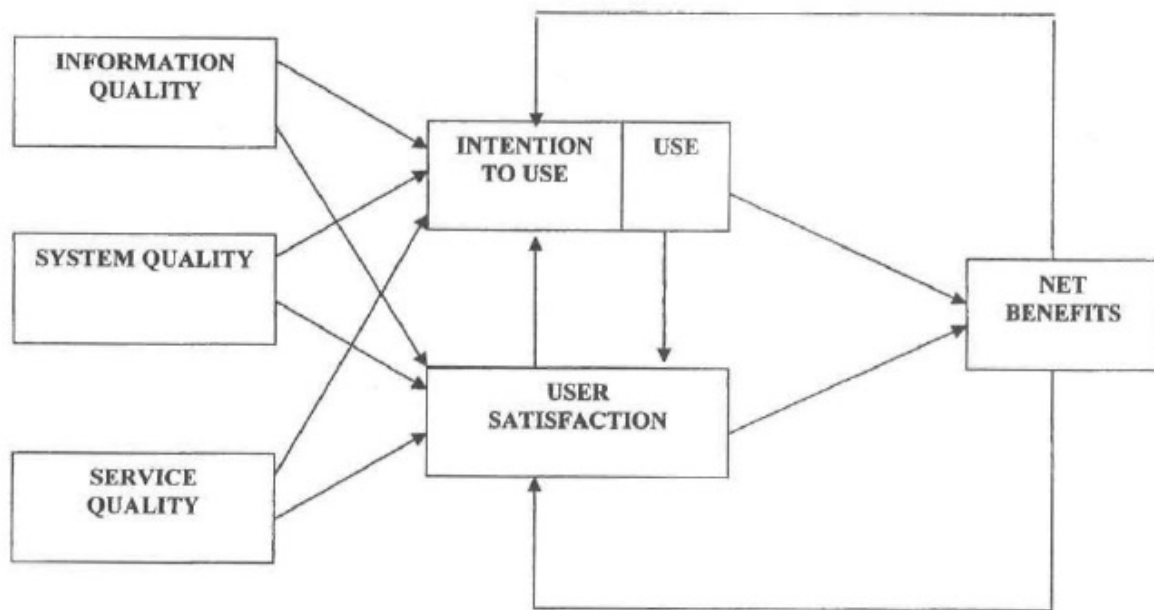 INFORMATION
QUALITY
SYSTEM QUALITY
SERVICE
QUALITY
INTENTION
TO USE
USE
USER
SATISFACTION
NET
BENEFITS